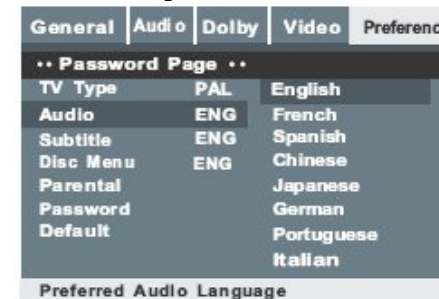 General Audio Dolby Video Preferenc
·· Password Page ··
TV Type PAL English
Audio ENG French
Subtitle ENG Spanish
Disc Menu ENG Chinese
Parental Japanese
Password German
Default Portuguese
Italian
Preferred Audio Language